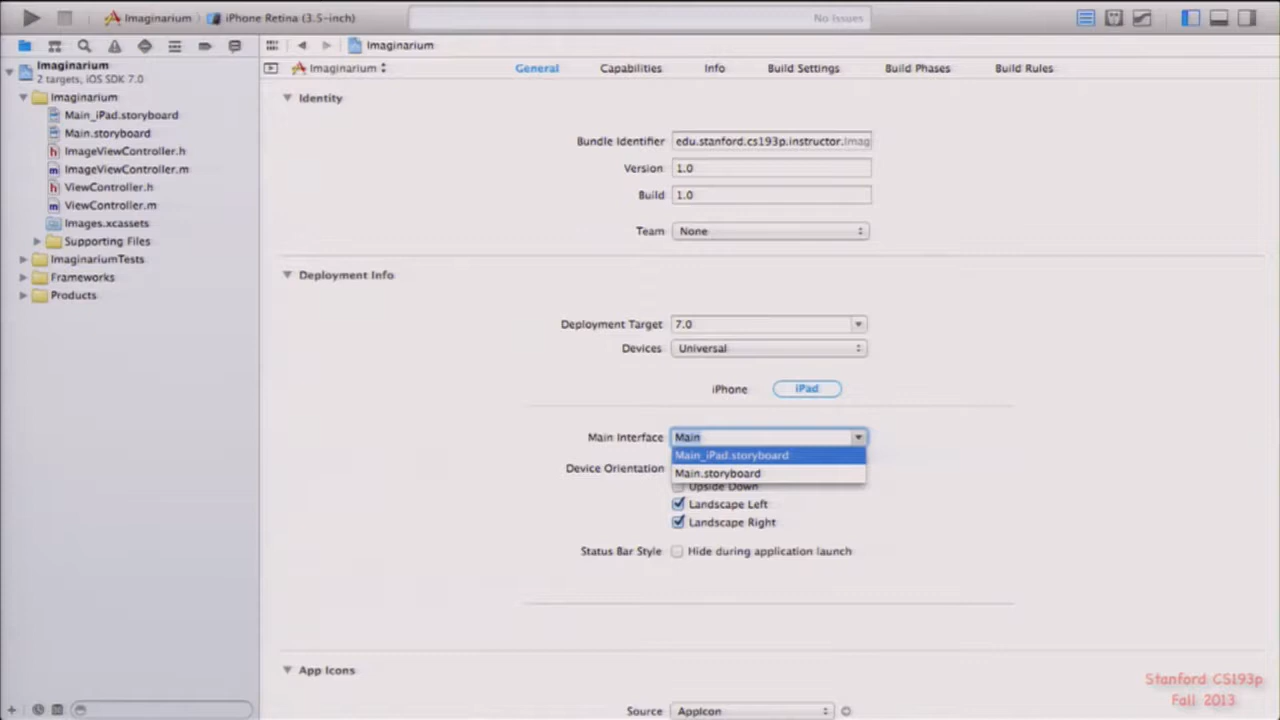 Imaginarium iPhone Retina (3.5-inch) No Issues
Imaginarium
Imaginarium
2 targets, iOS SDK 7.0
Imaginarium General Capabilities Info Build Settings Build Phases Build Rules
Imaginarium
Main_iPad.storyboard
Main.storyboard
ImageViewController.h
ImageViewController.m
ViewController.h
ViewController.m
Images.xcassets
Supporting Files
ImaginariumTests
Frameworks
Products
Identity
Bundle Identifier edu.stanford.cs193p.instructor.Imag
Version 1.0
Build 1.0
Team None
Deployment Info
Deployment Target 7.0
Devices Universal
iPhone iPad
Main Interface Main
Main_iPad.storyboard
Device Orientation Main.storyboard
Upside Down
Landscape Left
Landscape Right
Status Bar Style Hide during application launch
App Icons
Source AppIcon
Stanford CS193p
Fall 2013